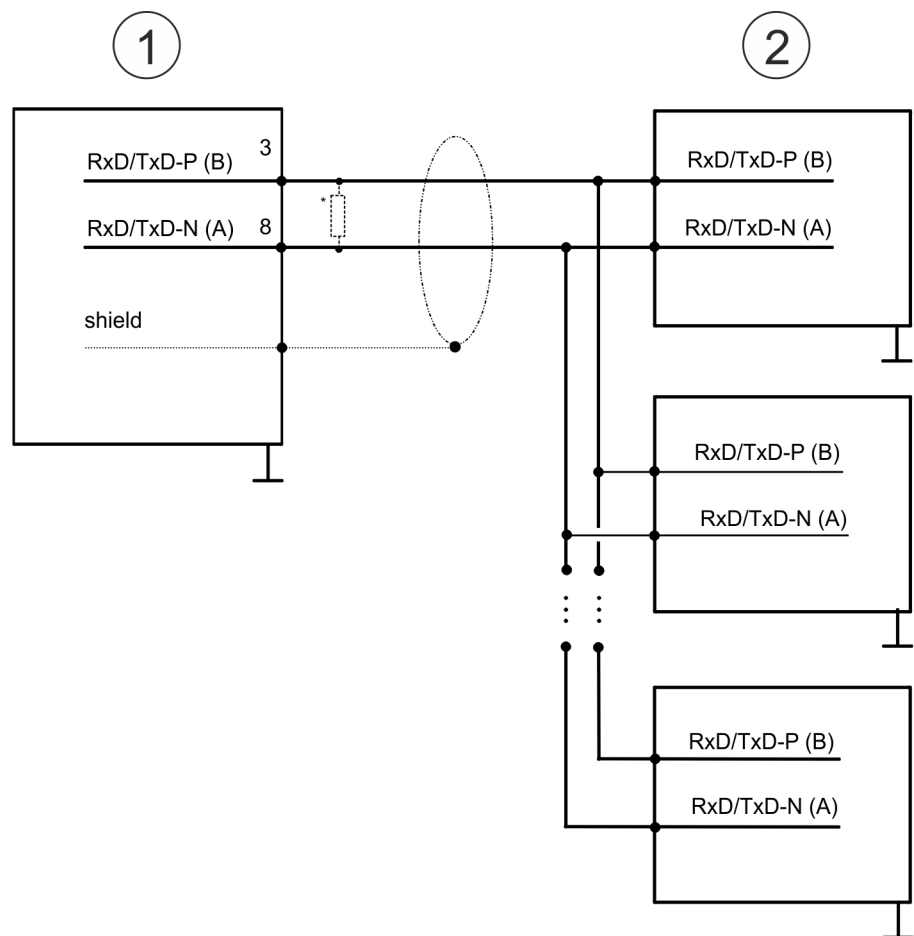 1
2
RxD/TxD-P (B)
3
RxD/TxD-N (A)
8
*
shield
RxD/TxD-P (B)
RxD/TxD-N (A)
RxD/TxD-P (B)
RxD/TxD-N (A)
RxD/TxD-P (B)
RxD/TxD-N (A)